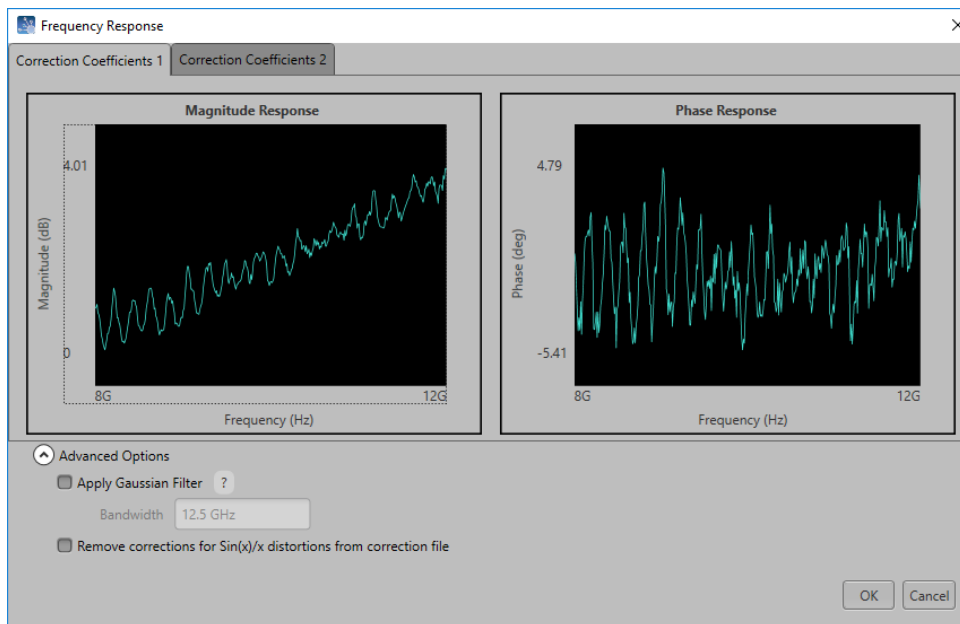 Frequency Response
Correction Coefficients 1
Correction Coefficients 2
Magnitude Response
4.01
Magnitude (dB)
0
8G
12G
Frequency (Hz)
Phase Response
4.79
Phase (deg)
-5.41
8G
12G
Frequency (Hz)
Advanced Options
Apply Gaussian Filter ?
Bandwidth 12.5 GHz
Remove corrections for Sin(x)/x distortions from correction file
OK Cancel